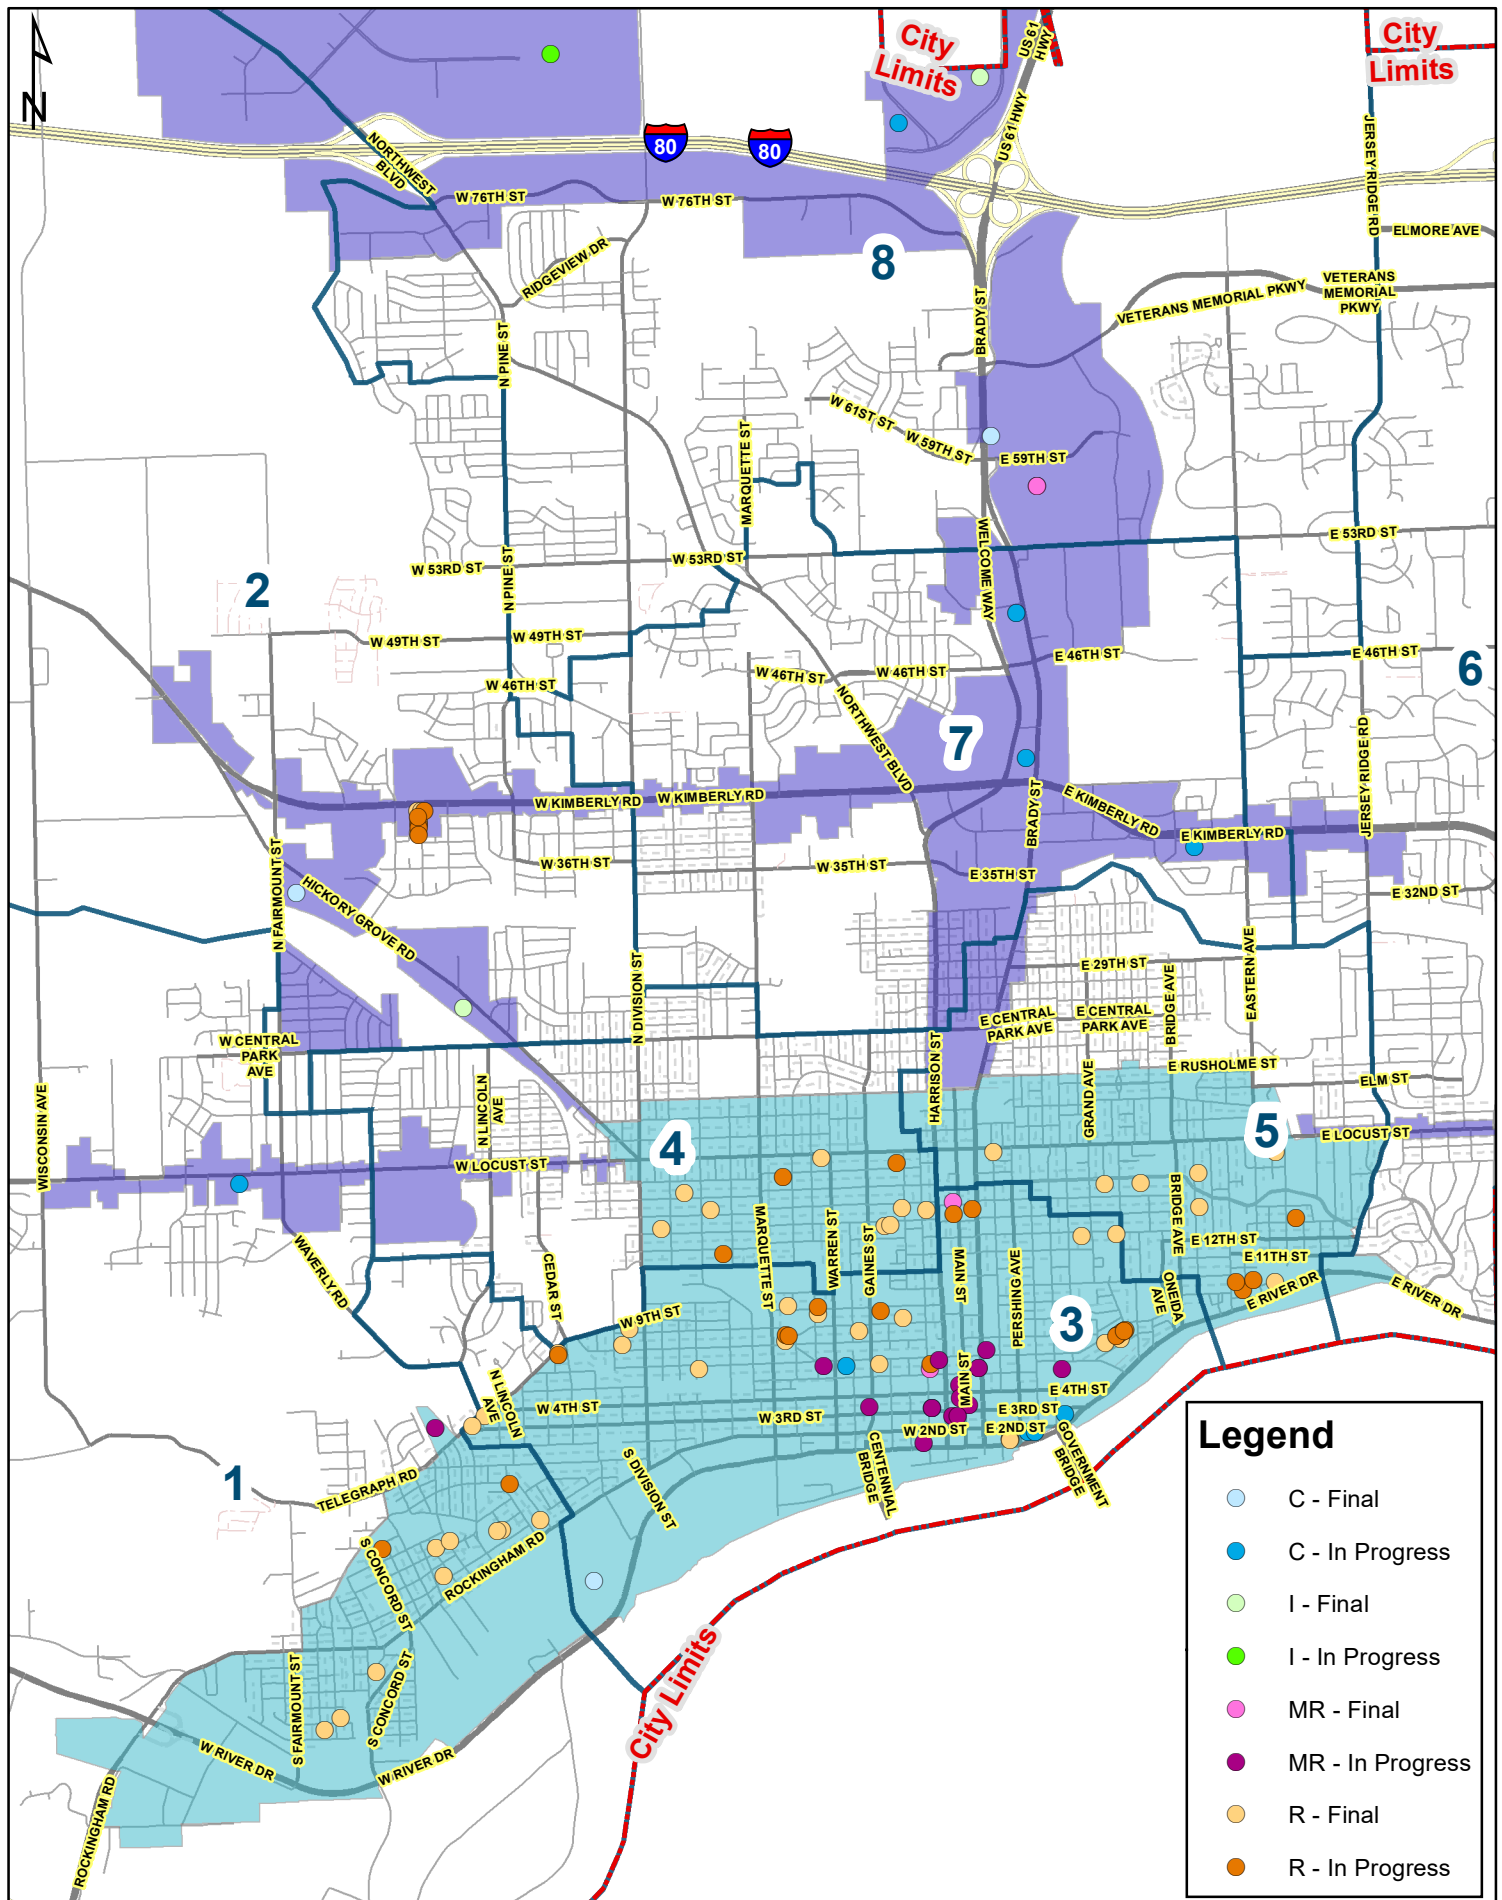 City
Limits
US 61
HWY
City
Limits
N
US 61 HWY
JERSEY RIDGE RD
NORTHWEST
BLVD
80
80
W 76TH ST
W 76TH ST
ELMORE AVE
RIDGEVIEW DR
8
VETERANS MEMORIAL PKWY
VETERANS
MEMORIAL
PKWY
BRADY ST
N PINE ST
W 61ST ST
W 59TH ST
E 59TH ST
MARQUETTE ST
WELCOME WAY
E 53RD ST
W 53RD ST
W 53RD ST
N PINE ST
2
W 49TH ST
W 49TH ST
E 46TH ST
E 46TH ST
6
W 46TH ST
W 46TH ST
W 46TH ST
NORTHWEST BLVD
7
JERSEY RIDGE RD
W KIMBERLY RD
W KIMBERLY RD
E KIMBERLY RD
E KIMBERLY RD
BRADY ST
N FAIRMOUNT ST
W 36TH ST
W 35TH ST
E 35TH ST
E 32ND ST
HICKORY GROVE RD
N DIVISION ST
E 29TH ST
EASTERN AVE
BRIDGE AVE
E CENTRAL
PARK AVE
E CENTRAL
PARK AVE
W CENTRAL
PARK
AVE
HARRISON ST
E RUSHOLME ST
ELM ST
GRAND AVE
WISCONSIN AVE
N LINCOLN
AVE
4
5
E LOCUST ST
W LOCUST ST
BRIDGE AVE
MARQUETTE ST
WARREN ST
GAINES ST
MAIN ST
PERSHING AVE
E 12TH ST
E 11TH ST
WAVERLY RD
CEDAR ST
ONEIDA
AVE
E RIVER DR
E RIVER DR
W 9TH ST
3
N LINCOLN
AVE
MAIN ST
E 4TH ST
W 4TH ST
W 3RD ST
E 3RD ST
W 2ND ST
E 2ND ST
GOVERNMENT
BRIDGE
CENTENNIAL
BRIDGE
S DIVISION ST
1
TELEGRAPH RD
S CONCORD ST
ROCKINGHAM RD
S FAIRMOUNT ST
S CONCORD ST
City Limits
W RIVER DR
W RIVER DR
ROCKINGHAM RD
Legend
C - Final
C - In Progress
I - Final
I - In Progress
MR - Final
MR - In Progress
R - Final
R - In Progress